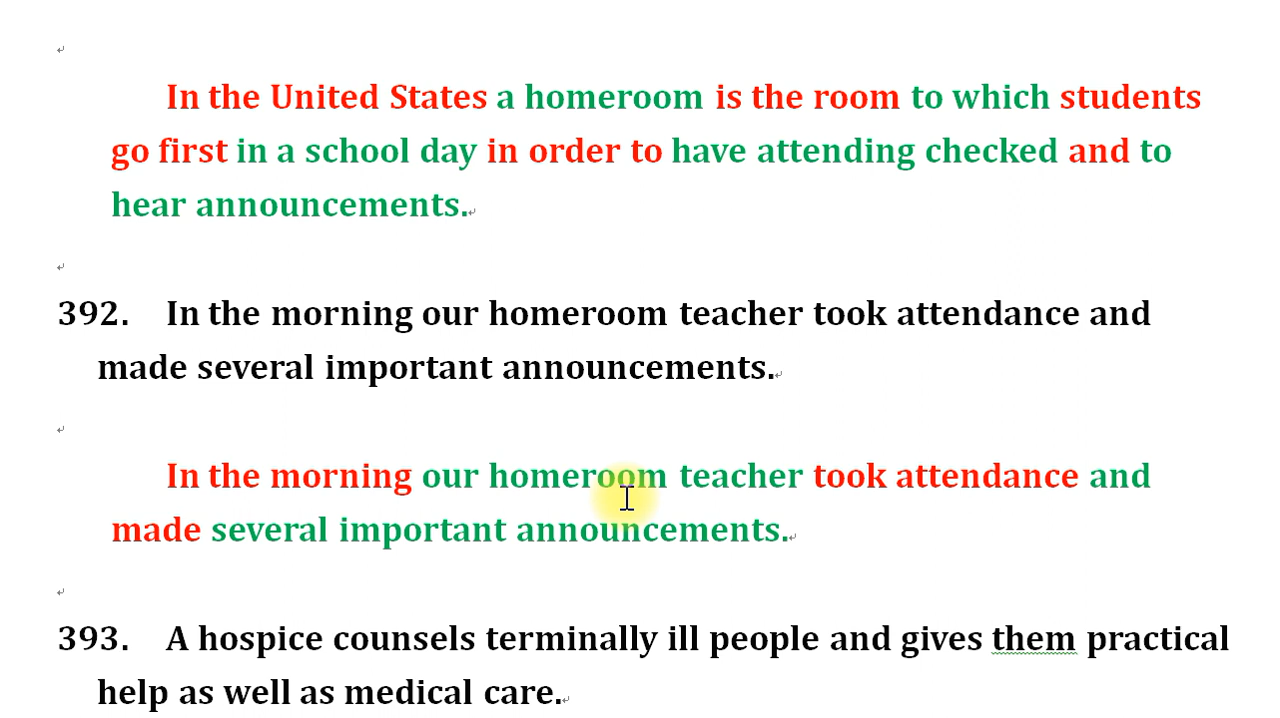 In the United States a homeroom is the room to which students
go first in a school day in order to have attending checked and to
hear announcements.
392. In the morning our homeroom teacher took attendance and
made several important announcements.
In the morning our homeroom teacher took attendance and
made several important announcements.
393. A hospice counsels terminally ill people and gives them practical
help as well as medical care.